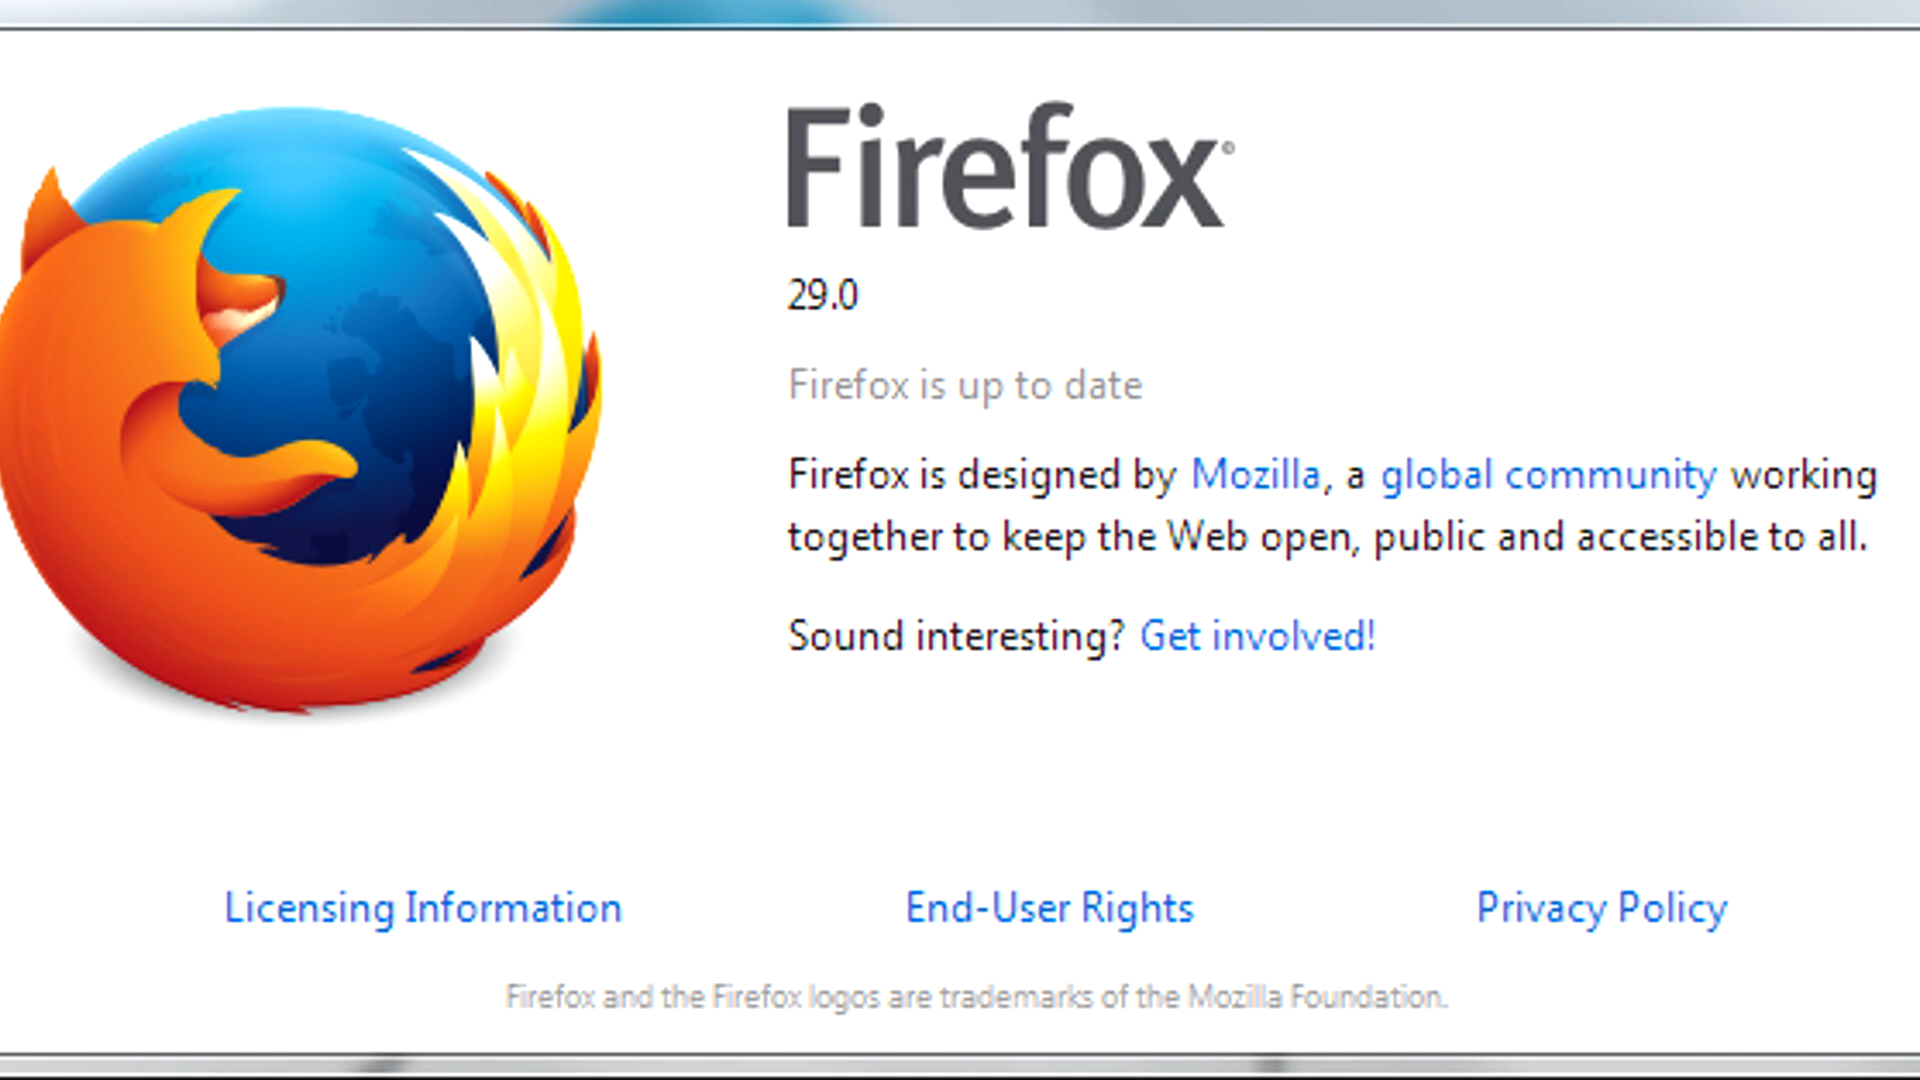 Firefox
29.0
Firefox is up to date
Firefox is designed by Mozilla, a global community working
together to keep the Web open, public and accessible to all.
Sound interesting? Get involved!
Licensing Information End-User Rights Privacy Policy
Firefox and the Firefox logos are trademarks of the Mozilla Foundation.